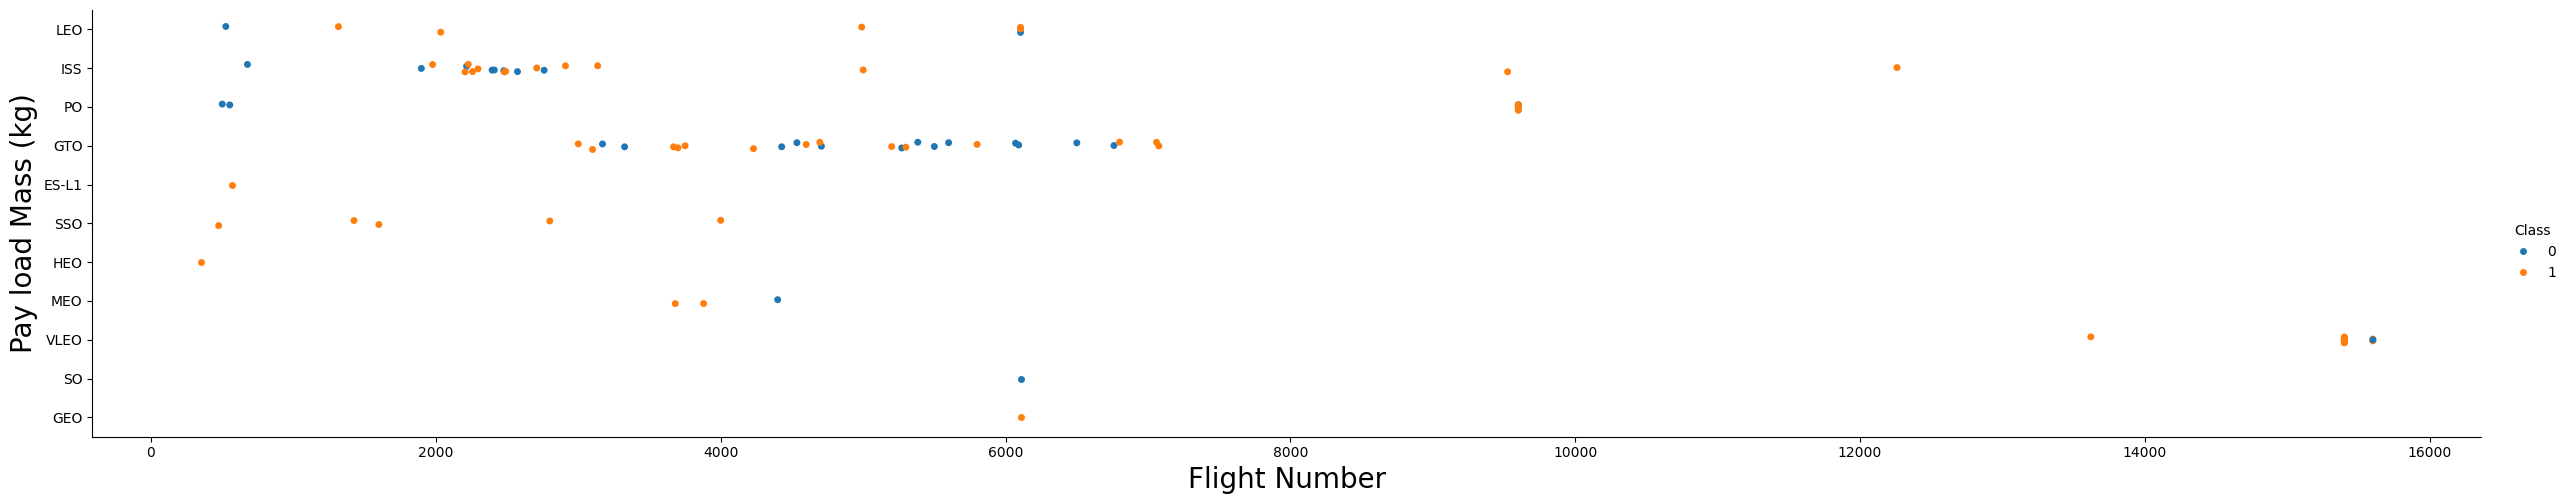 Pay load Mass (kg)
LEO
ISS
PO
GTO
ES-L1
SSO
HEO
MEO
VLEO
SO
GEO
0 2000 4000 6000 8000 10000 12000 14000 16000
Flight Number
Class
0
1